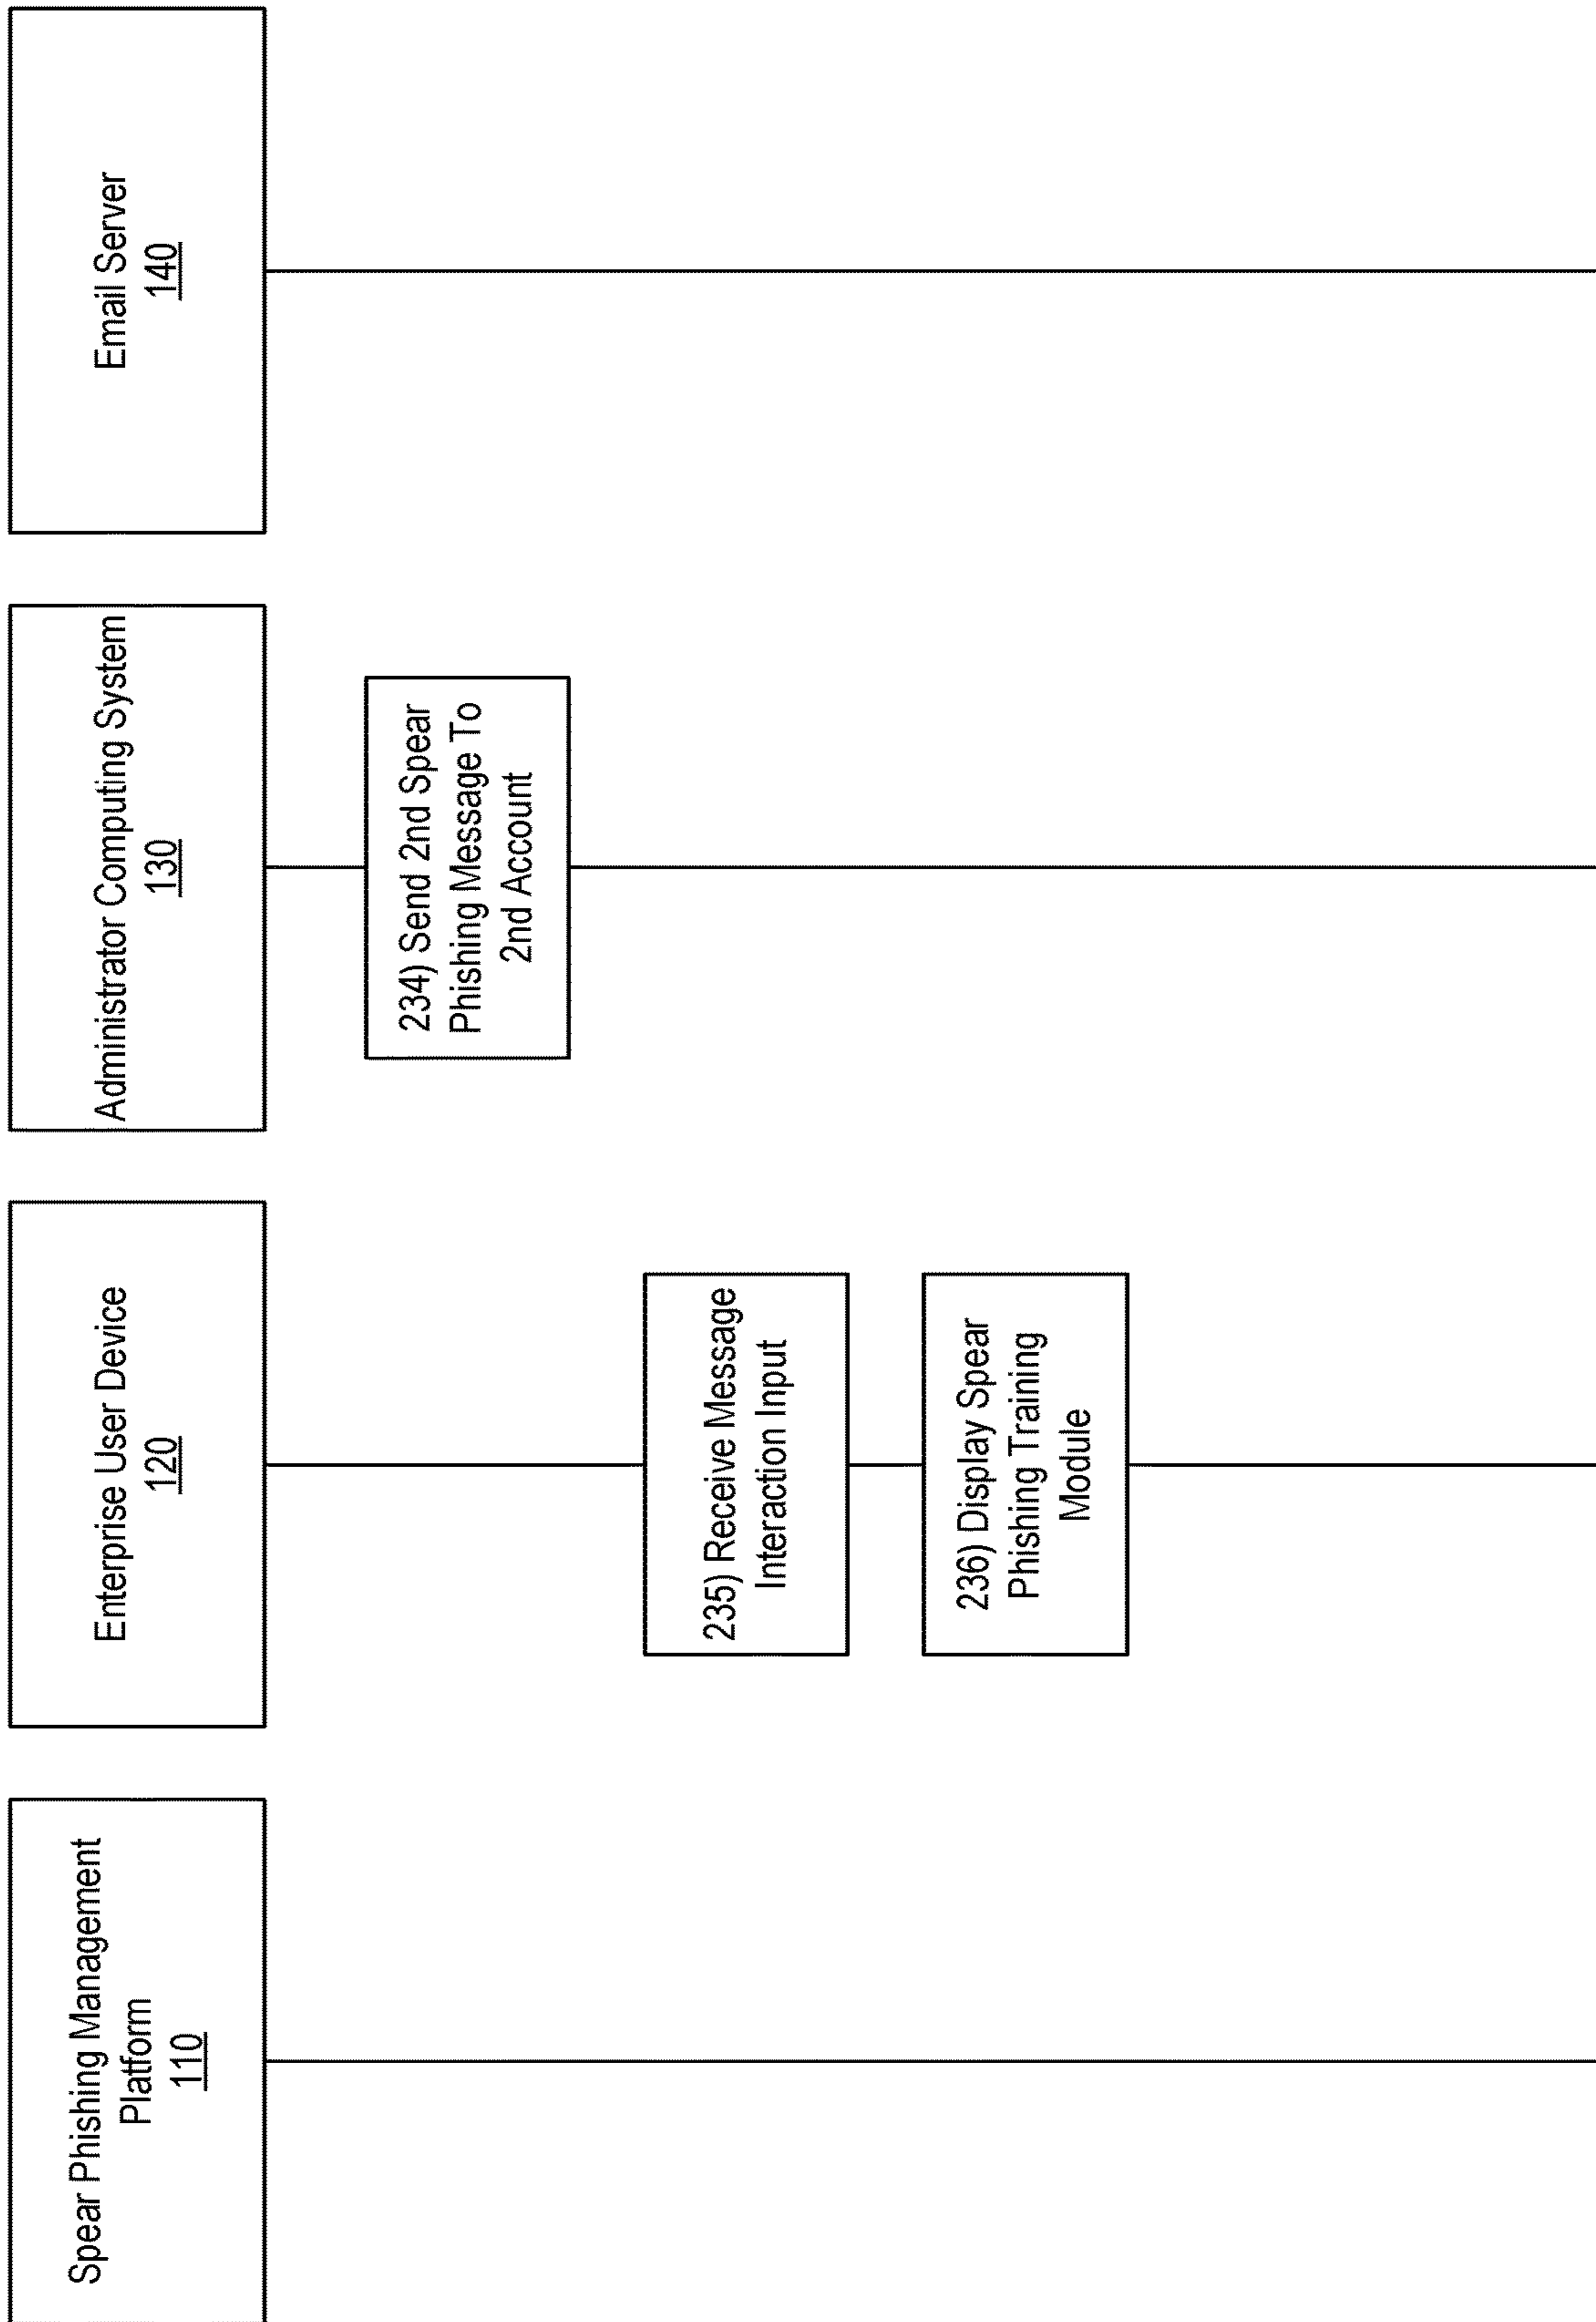 Spear Phishing Management
Platform
110
Enterprise User Device
120
Administrator Computing System
130
Email Server
140
234) Send 2nd Spear
Phishing Message To
2nd Account
235) Receive Message
Interaction Input
236) Display Spear
Phishing Training
Module